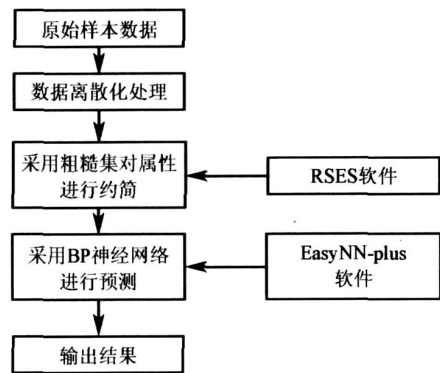 原始样本数据
数据离散化处理
采用粗糙集对属性
进行约简
RSES软件
采用BP神经网络
进行预测
EasyNN-plus
软件
输出结果